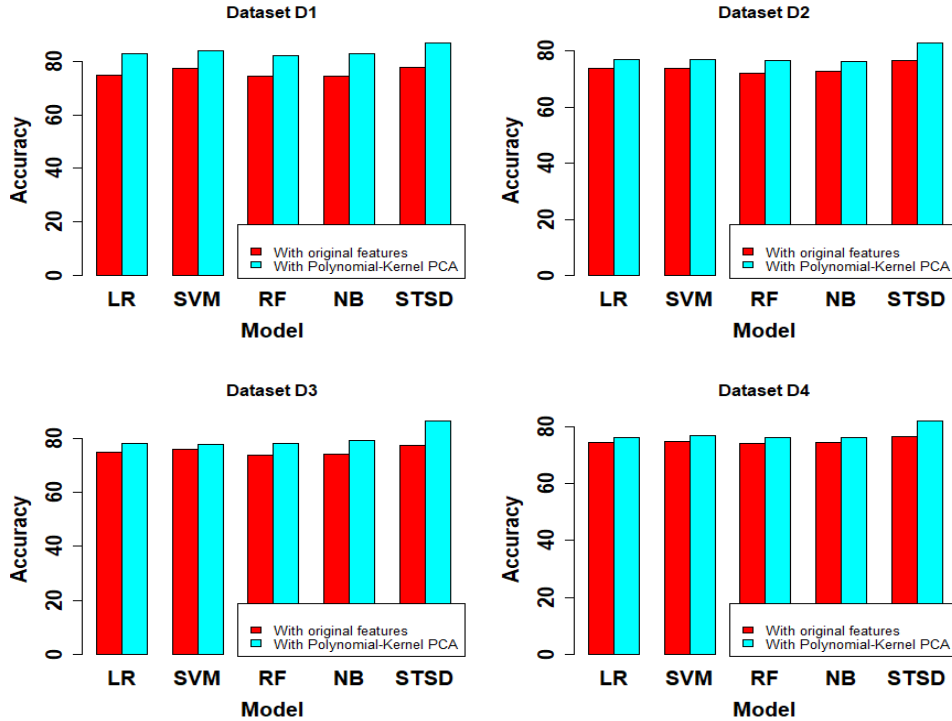 Dataset D1
Accuracy
0 20 40 60 80
With original features
With Polynomial-Kernel PCA
LR SVM RF NB STSD
Model
Dataset D2
Accuracy
0 20 40 60 80
With original features
With Polynomial-Kernel PCA
LR SVM RF NB STSD
Model
Dataset D3
Accuracy
0 20 40 60 80
With original features
With Polynomial-Kernel PCA
LR SVM RF NB STSD
Model
Dataset D4
Accuracy
0 20 40 60 80
With original features
With Polynomial-Kernel PCA
LR SVM RF NB STSD
Model